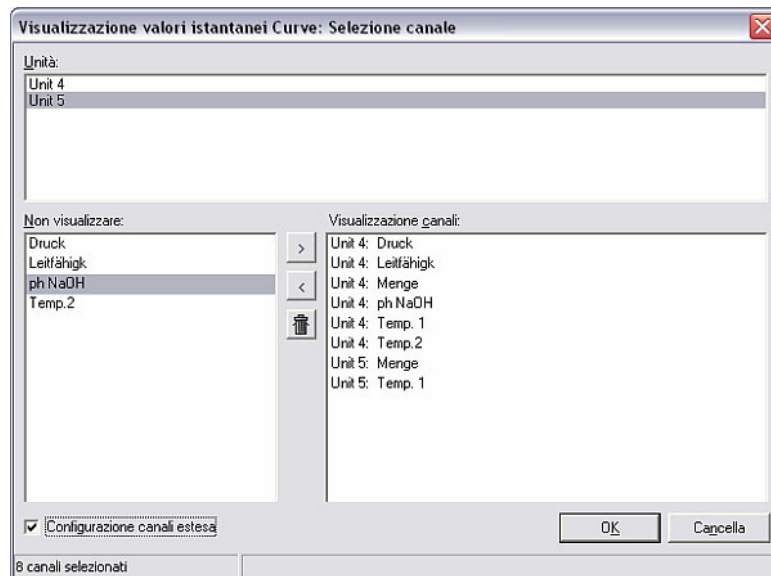 Visualizzazione valori istantanei Curve: Selezione canale
Unità:
Unit 4
Unit 5
Non visualizzare:
Druck
Leitfähigk
ph NaOH
Temp.2
>
<
Visualizzazione canali:
Unit 4: Druck
Unit 4: Leitfähigk
Unit 4: Menge
Unit 4: ph NaOH
Unit 4: Temp. 1
Unit 4: Temp.2
Unit 5: Menge
Unit 5: Temp. 1
Configurazione canali estesa
OK
Cancella
8 canali selezionati